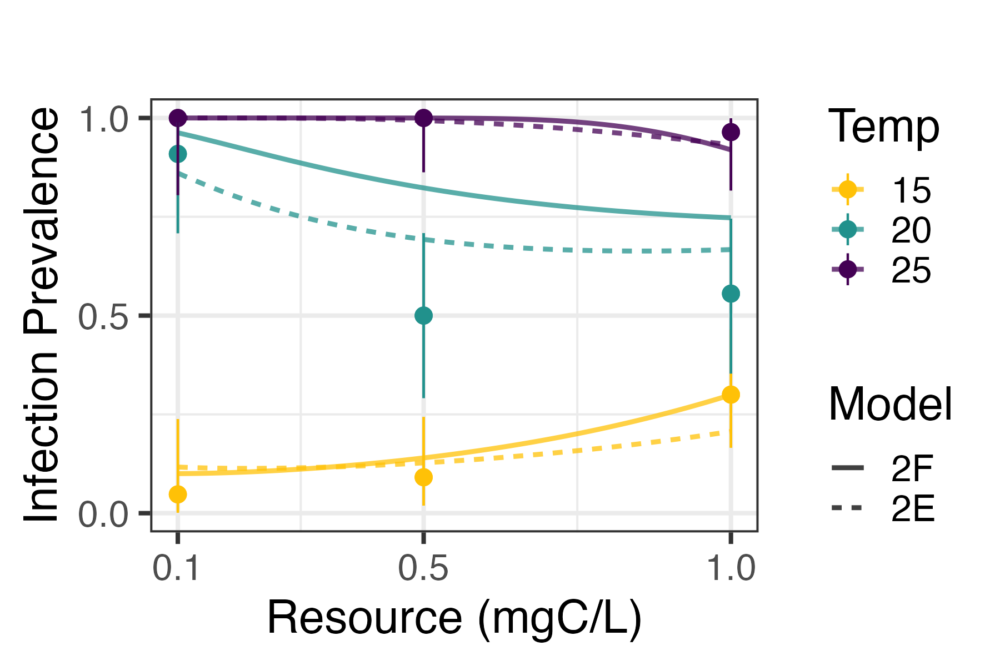 Infection Prevalence
1.0
0.5
0.0
0.1 0.5 1.0
Resource (mgC/L)
Temp
15
20
25
Model
2F
2E